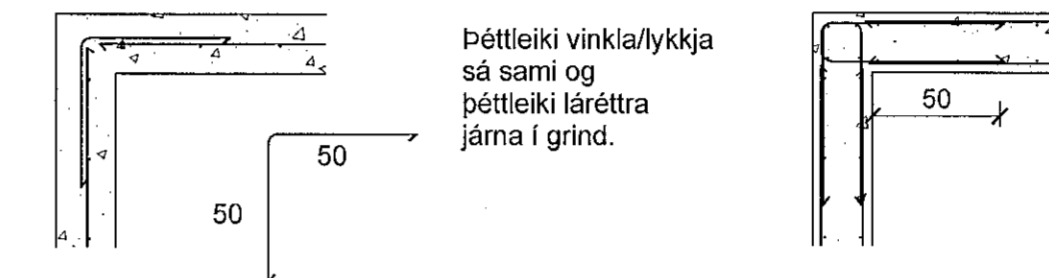 Þéttleiki vinkla/lykkja
sá sami og
þéttleiki láréttra
járna í grind.
50
50
50